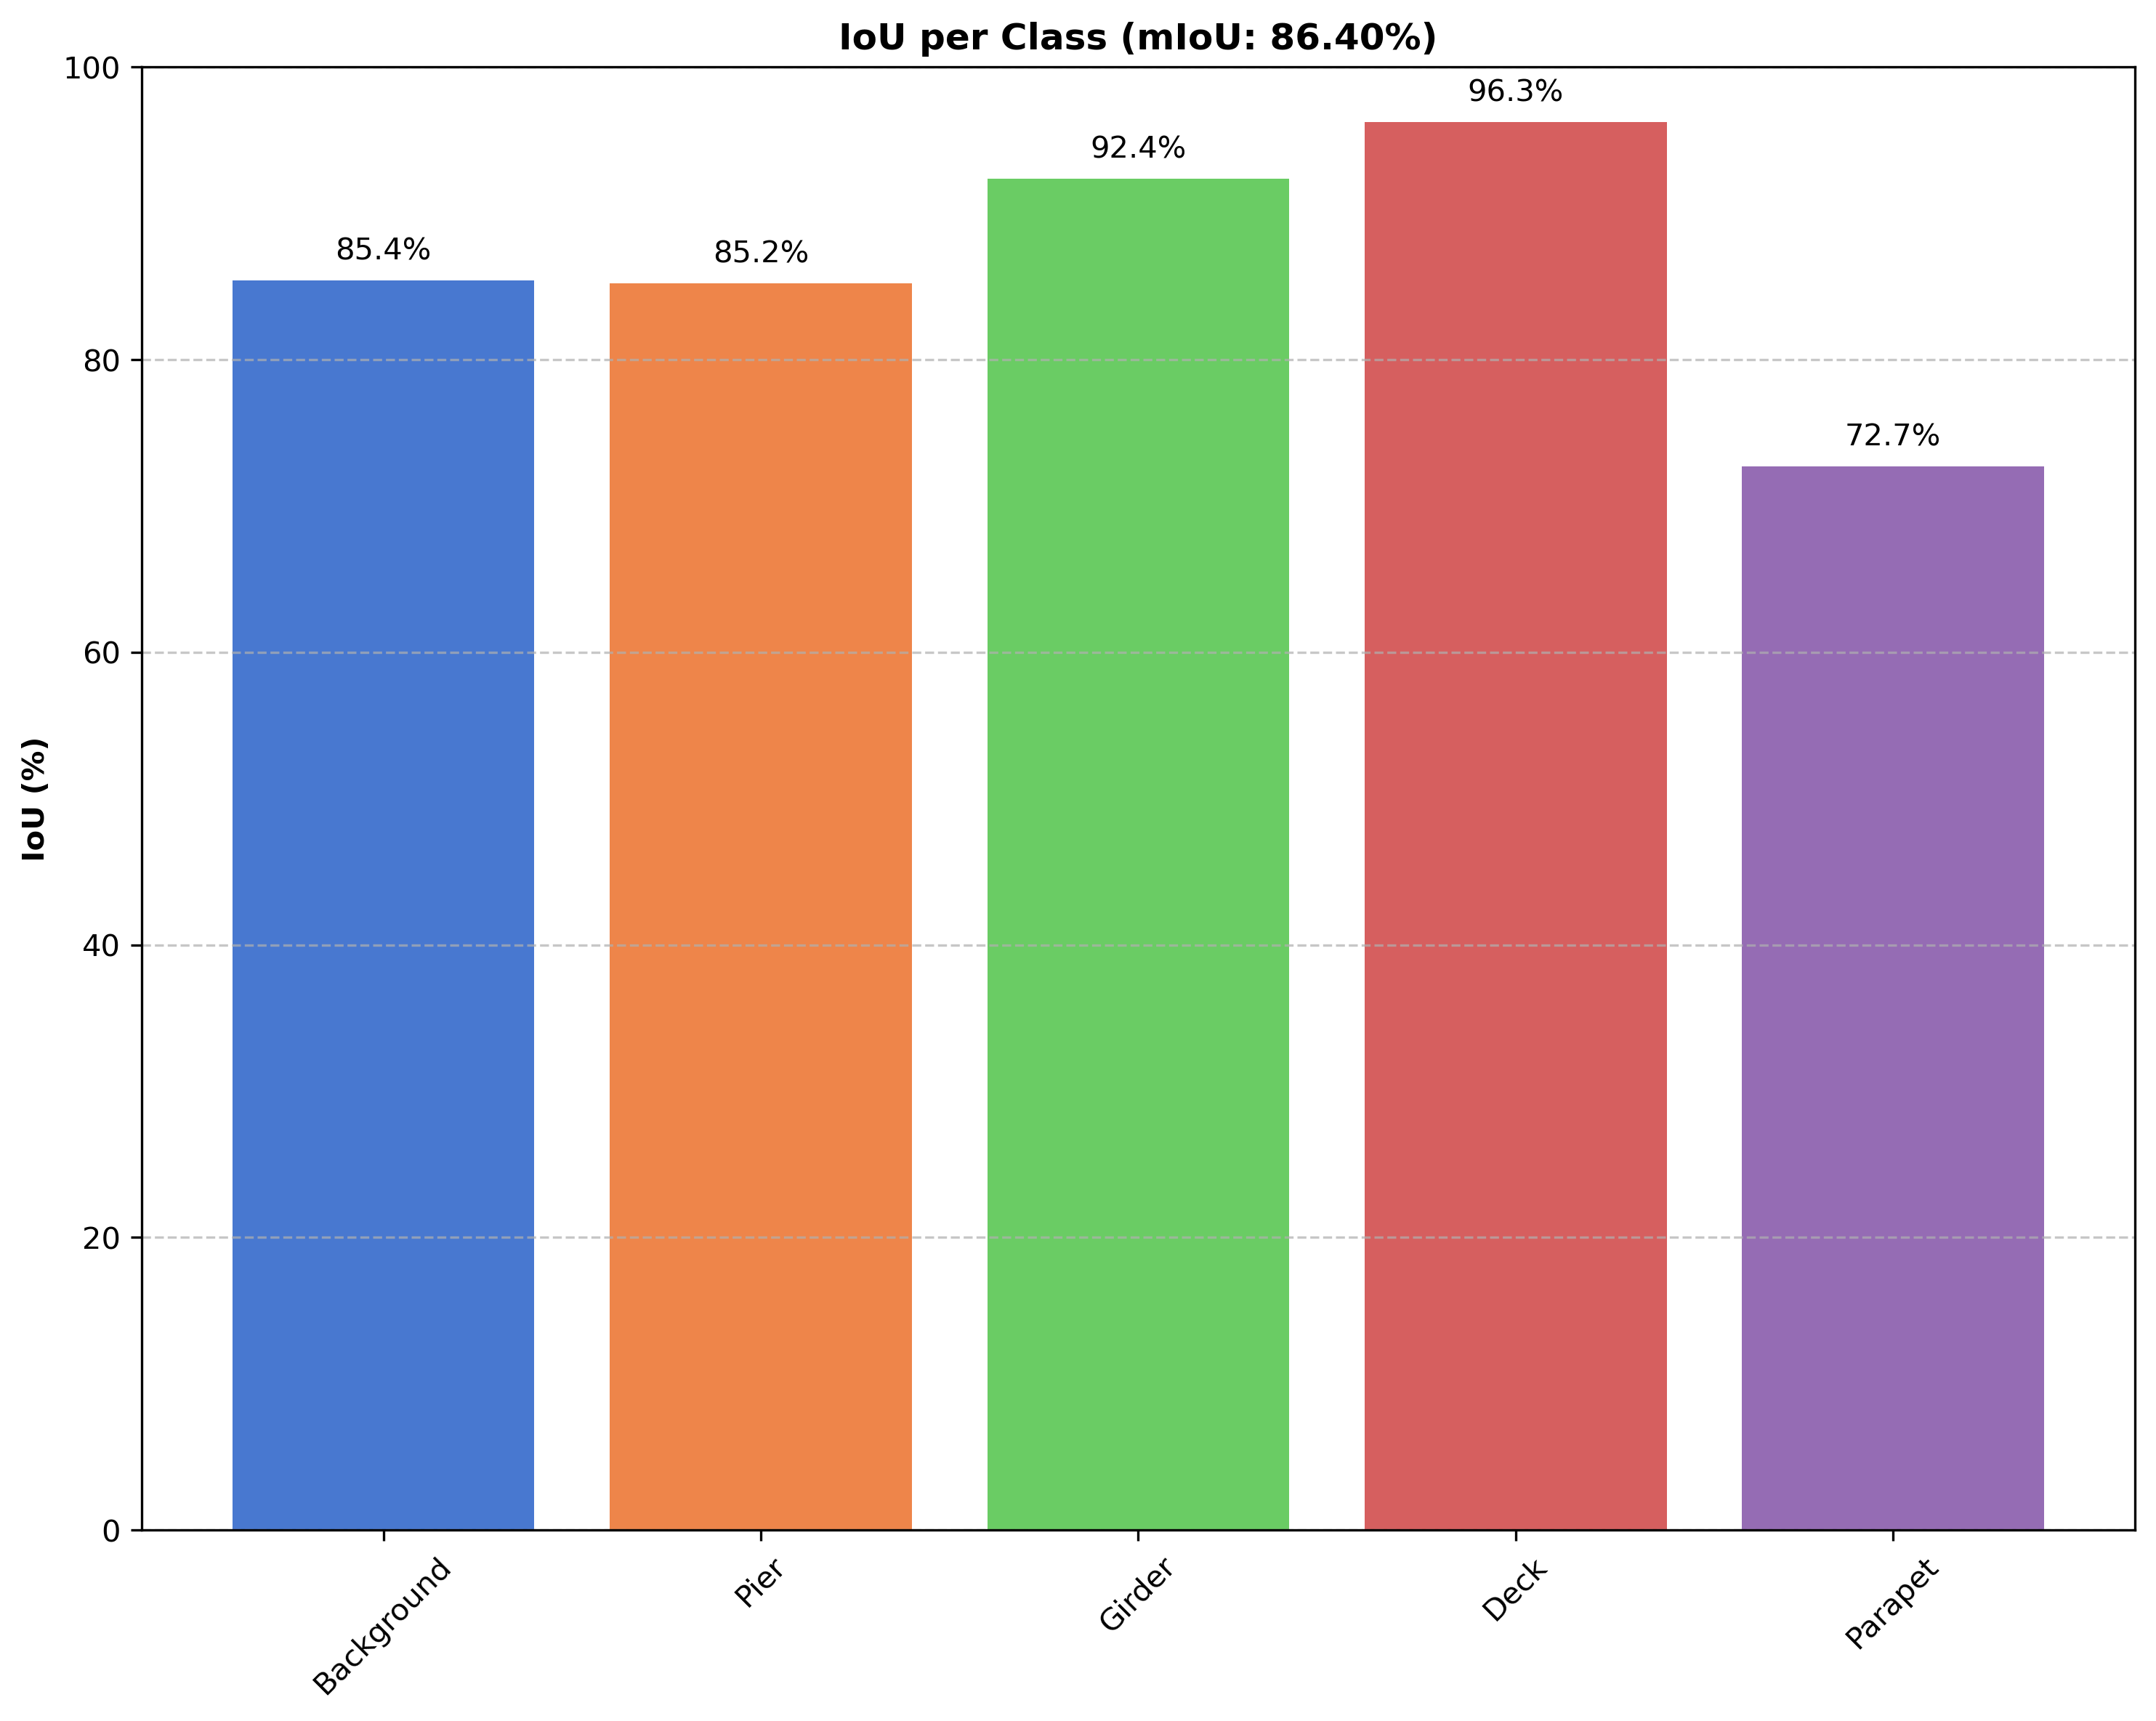 IoU per Class (mIoU: 86.40%)
IoU (%)
100
80
60
40
20
0
85.4%
85.2%
92.4%
96.3%
72.7%
Background
Pier
Girder
Deck
Parapet